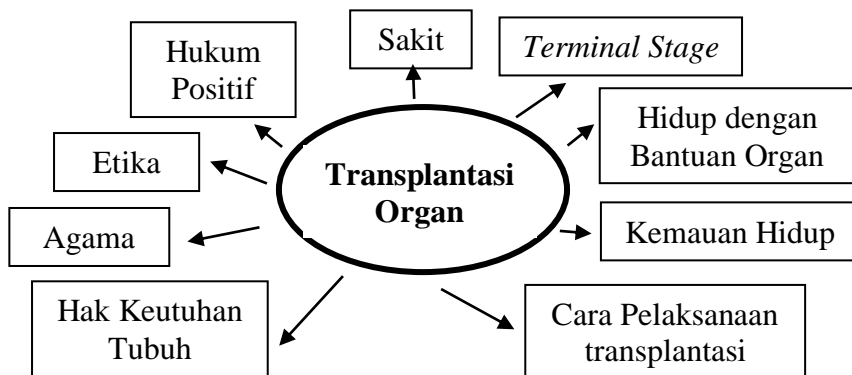 Sakit
Terminal Stage
Hukum
Positif
Hidup dengan
Bantuan Organ
Etika
Transplantasi
Organ
Agama
Kemauan Hidup
Hak Keutuhan
Tubuh
Cara Pelaksanaan
transplantasi